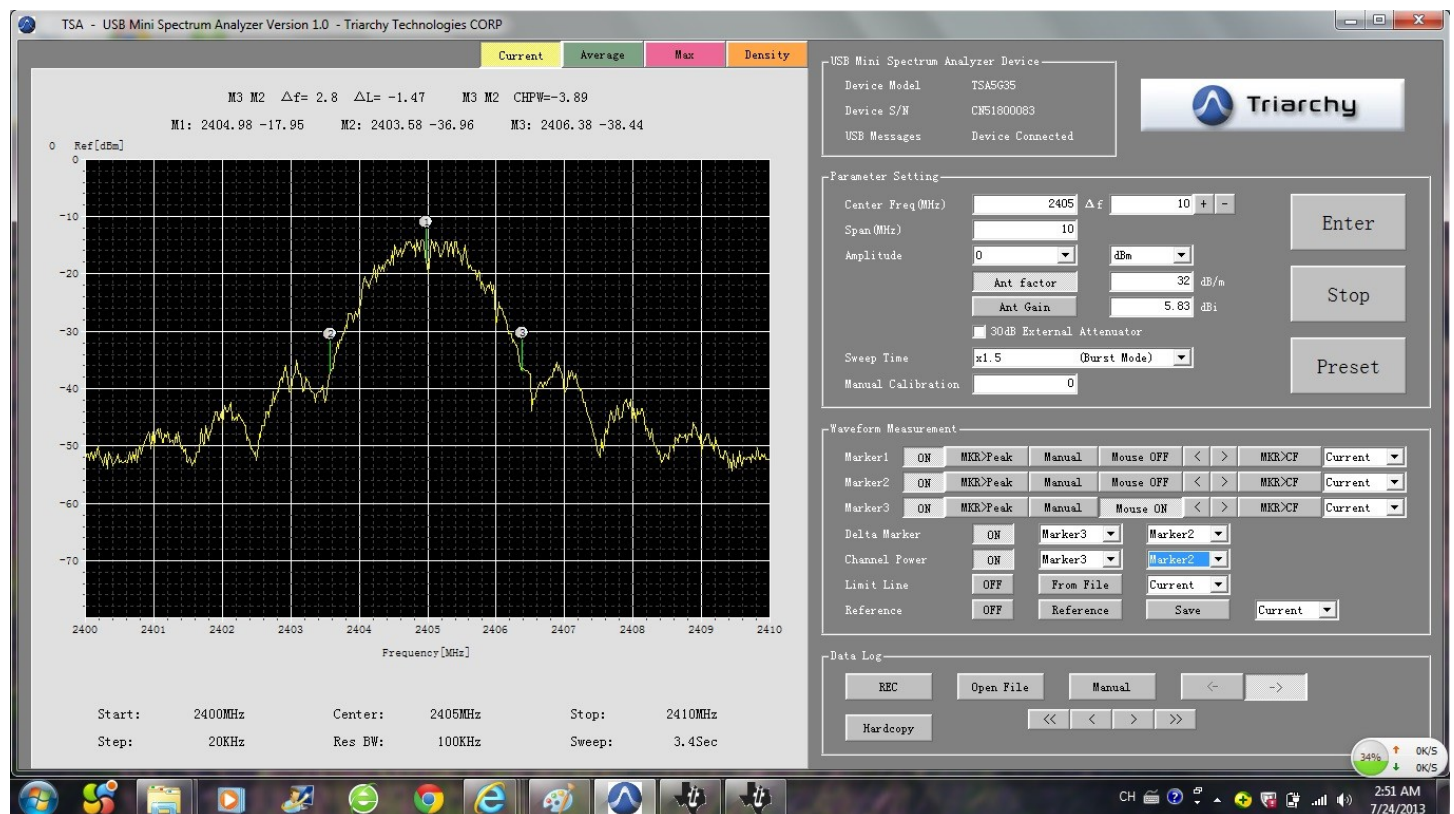 TSA - USB Mini Spectrum Analyzer Version 1.0 - Triarchy Technologies CORP
Current Average Max Density
M3 M2 Δf= 2.8 ΔL= -1.47 M3 M2 CHPW=-3.89
M1: 2404.98 -17.95 M2: 2403.58 -36.96 M3: 2406.38 -38.44
0 Ref[dBm]
0
-10
-20
-30
-40
-50
-60
-70
1
2
3
2400 2401 2402 2403 2404 2405 2406 2407 2408 2409 2410
Frequency[MHz]
Start: 2400MHz Center: 2405MHz Stop: 2410MHz
Step: 20KHz Res BW: 100KHz Sweep: 3.4Sec
USB Mini Spectrum Analyzer Device
Device Model TSA5G35
Device S/N CN51800083
USB Messages Device Connected
Triarchy
Parameter Setting
Center Freq(MHz) 2405 Δf 10 + -
Span(MHz) 10
Amplitude 0 dBm
Ant factor 32 dB/m
Ant Gain 5.83 dBi
30dB External Attenuator
Sweep Time x1.5 (Burst Mode)
Manual Calibration 0
Enter
Stop
Preset
Waveform Measurement
Marker1 ON MKR>Peak Manual Mouse OFF < > MKR>CF Current
Marker2 ON MKR>Peak Manual Mouse OFF < > MKR>CF Current
Marker3 ON MKR>Peak Manual Mouse ON < > MKR>CF Current
Delta Marker ON Marker3 Marker2
Channel Power ON Marker3 Marker2
Limit Line OFF From File Current
Reference OFF Reference Save Current
Data Log
REC Open File Manual <- ->
Hardcopy << < > >>
34% 0K/S
0K/S
CH 2:51 AM
7/24/2013